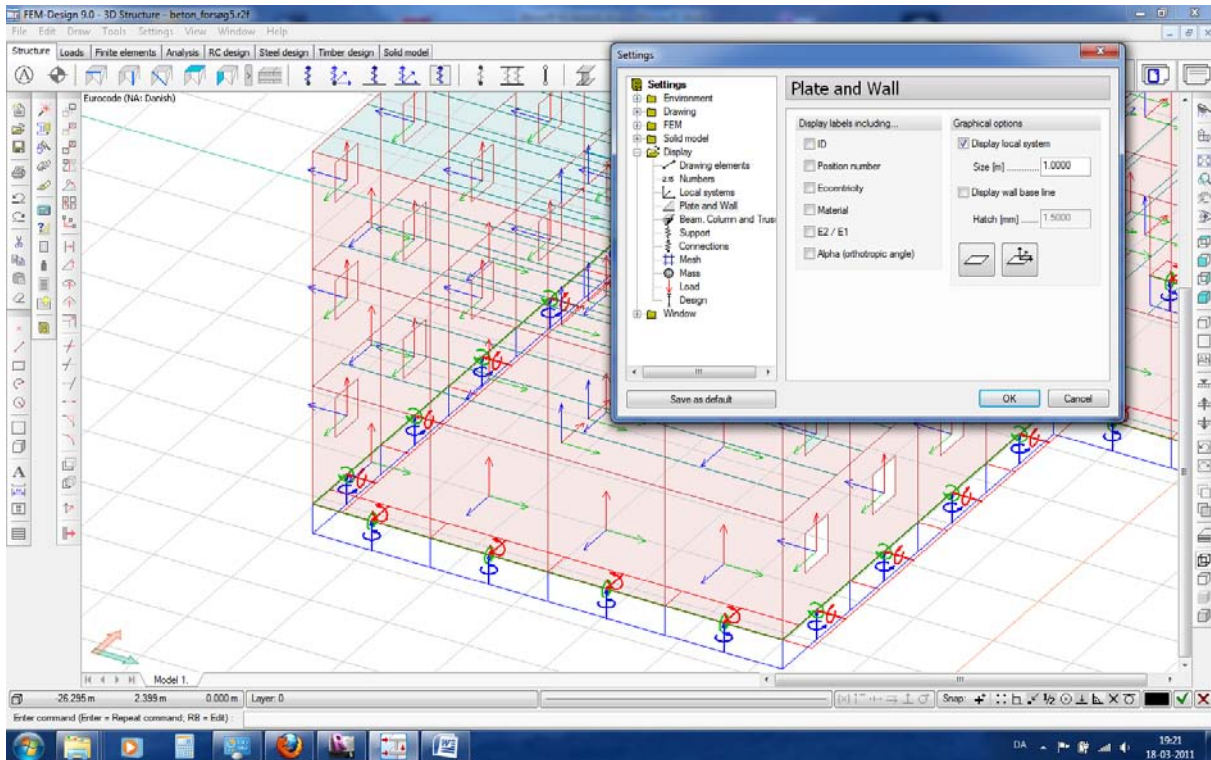 FEM-Design 9.0 - 3D Structure - beton_forsøg5.r2f
File Edit Draw Tools Settings View Window Help
Structure Loads Finite elements Analysis RC design Steel design Timber design Solid model
Eurocode (NA: Danish)
Settings
Settings
Environment
Drawing
FEM
Solid model
Display
Drawing elements
Numbers
Local systems
Plate and Wall
Beam, Column and Trus
Support
Connections
Mesh
Mass
Load
Design
Window
Save as default
Plate and Wall
Display labels including...
ID
Position number
Eccentricity
Material
E2 / E1
Alpha (orthotropic angle)
Graphical options
Display local system
Size [m] ............ 1.0000
Display wall base line
Hatch [mm] ...... 1.5000
OK Cancel
Model 1.
-26.295 m 2.399 m 0.000 m Layer: 0
Snap:
Enter command (Enter = Repeat command; RB = Edit) :
DA
19:21
18-03-2011